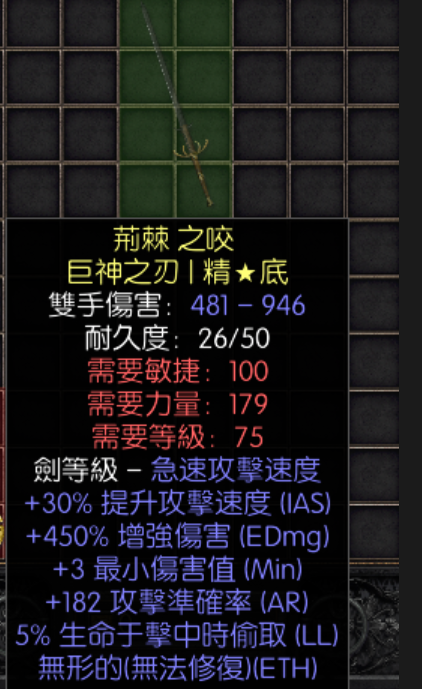 荊棘 之咬
巨神之刃 | 精★底
雙手傷害: 481 – 946
耐久度: 26/50
需要敏捷: 100
需要力量: 179
需要等級: 75
劍等級 – 急速攻擊速度
+30% 提升攻擊速度 (IAS)
+450% 增強傷害 (EDmg)
+3 最小傷害值 (Min)
+182 攻擊準確率 (AR)
5% 生命于擊中時偷取 (LL)
無形的(無法修復)(ETH)